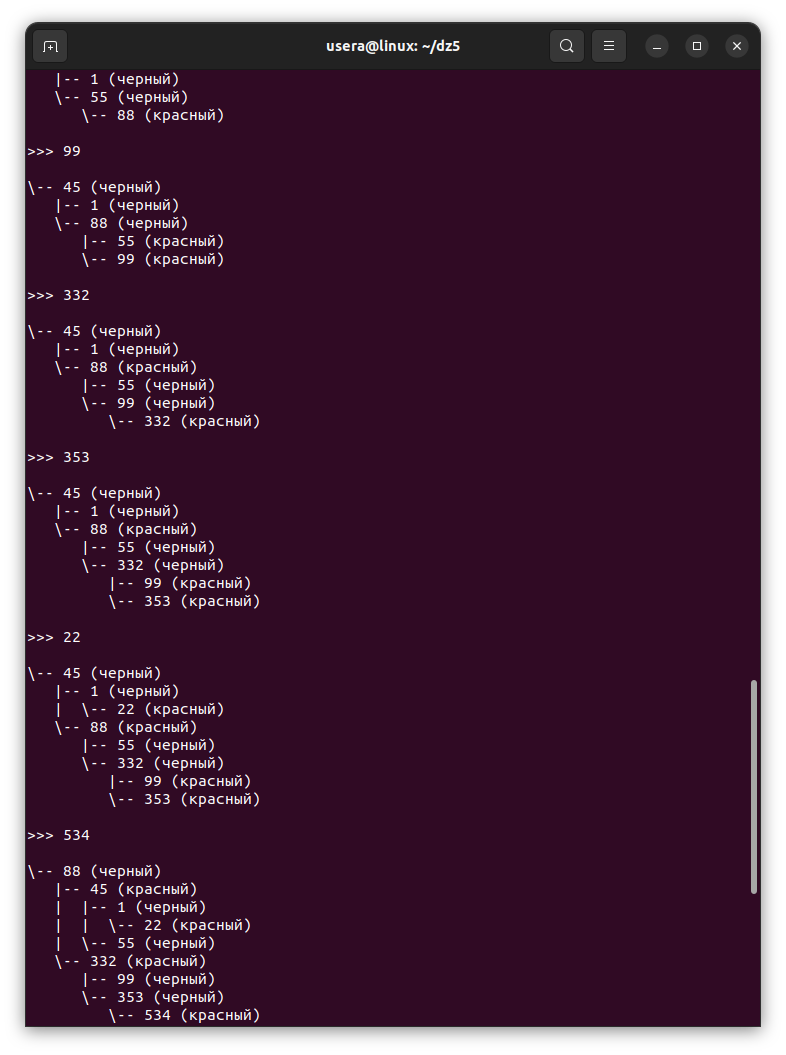 usera@linux: ~/dz5
   |-- 1 (черный)
   \-- 55 (черный)
      \-- 88 (красный)

>>> 99

\-- 45 (черный)
   |-- 1 (черный)
   \-- 88 (черный)
      |-- 55 (красный)
      \-- 99 (красный)

>>> 332

\-- 45 (черный)
   |-- 1 (черный)
   \-- 88 (красный)
      |-- 55 (черный)
      \-- 99 (черный)
         \-- 332 (красный)

>>> 353

\-- 45 (черный)
   |-- 1 (черный)
   \-- 88 (красный)
      |-- 55 (черный)
      \-- 332 (черный)
         |-- 99 (красный)
         \-- 353 (красный)

>>> 22

\-- 45 (черный)
   |-- 1 (черный)
   |  \-- 22 (красный)
   \-- 88 (красный)
      |-- 55 (черный)
      \-- 332 (черный)
         |-- 99 (красный)
         \-- 353 (красный)

>>> 534

\-- 88 (черный)
   |-- 45 (красный)
   |  |-- 1 (черный)
   |  |  \-- 22 (красный)
   |  \-- 55 (черный)
   \-- 332 (красный)
      |-- 99 (черный)
      \-- 353 (черный)
         \-- 534 (красный)